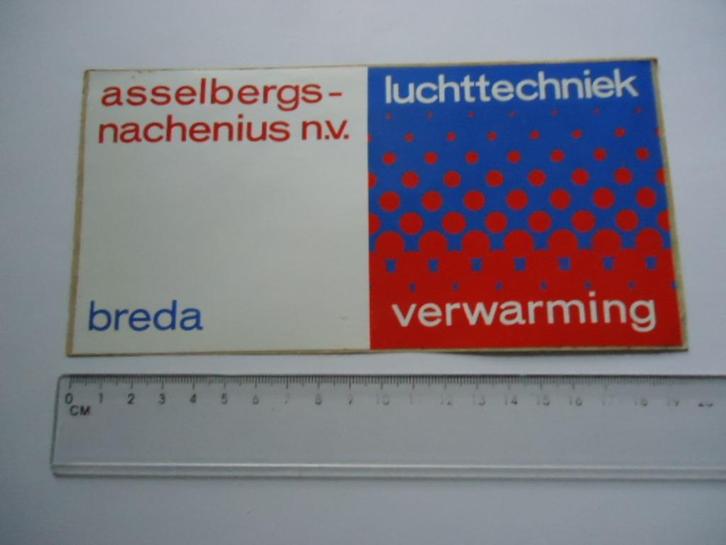 asselbergs-
nachenius n.v.
breda
luchttechniek
verwarming
0 1 2 3 4 5 6 7 8 9 10 11 12 13 14 15 16 17 18 19 20
CM